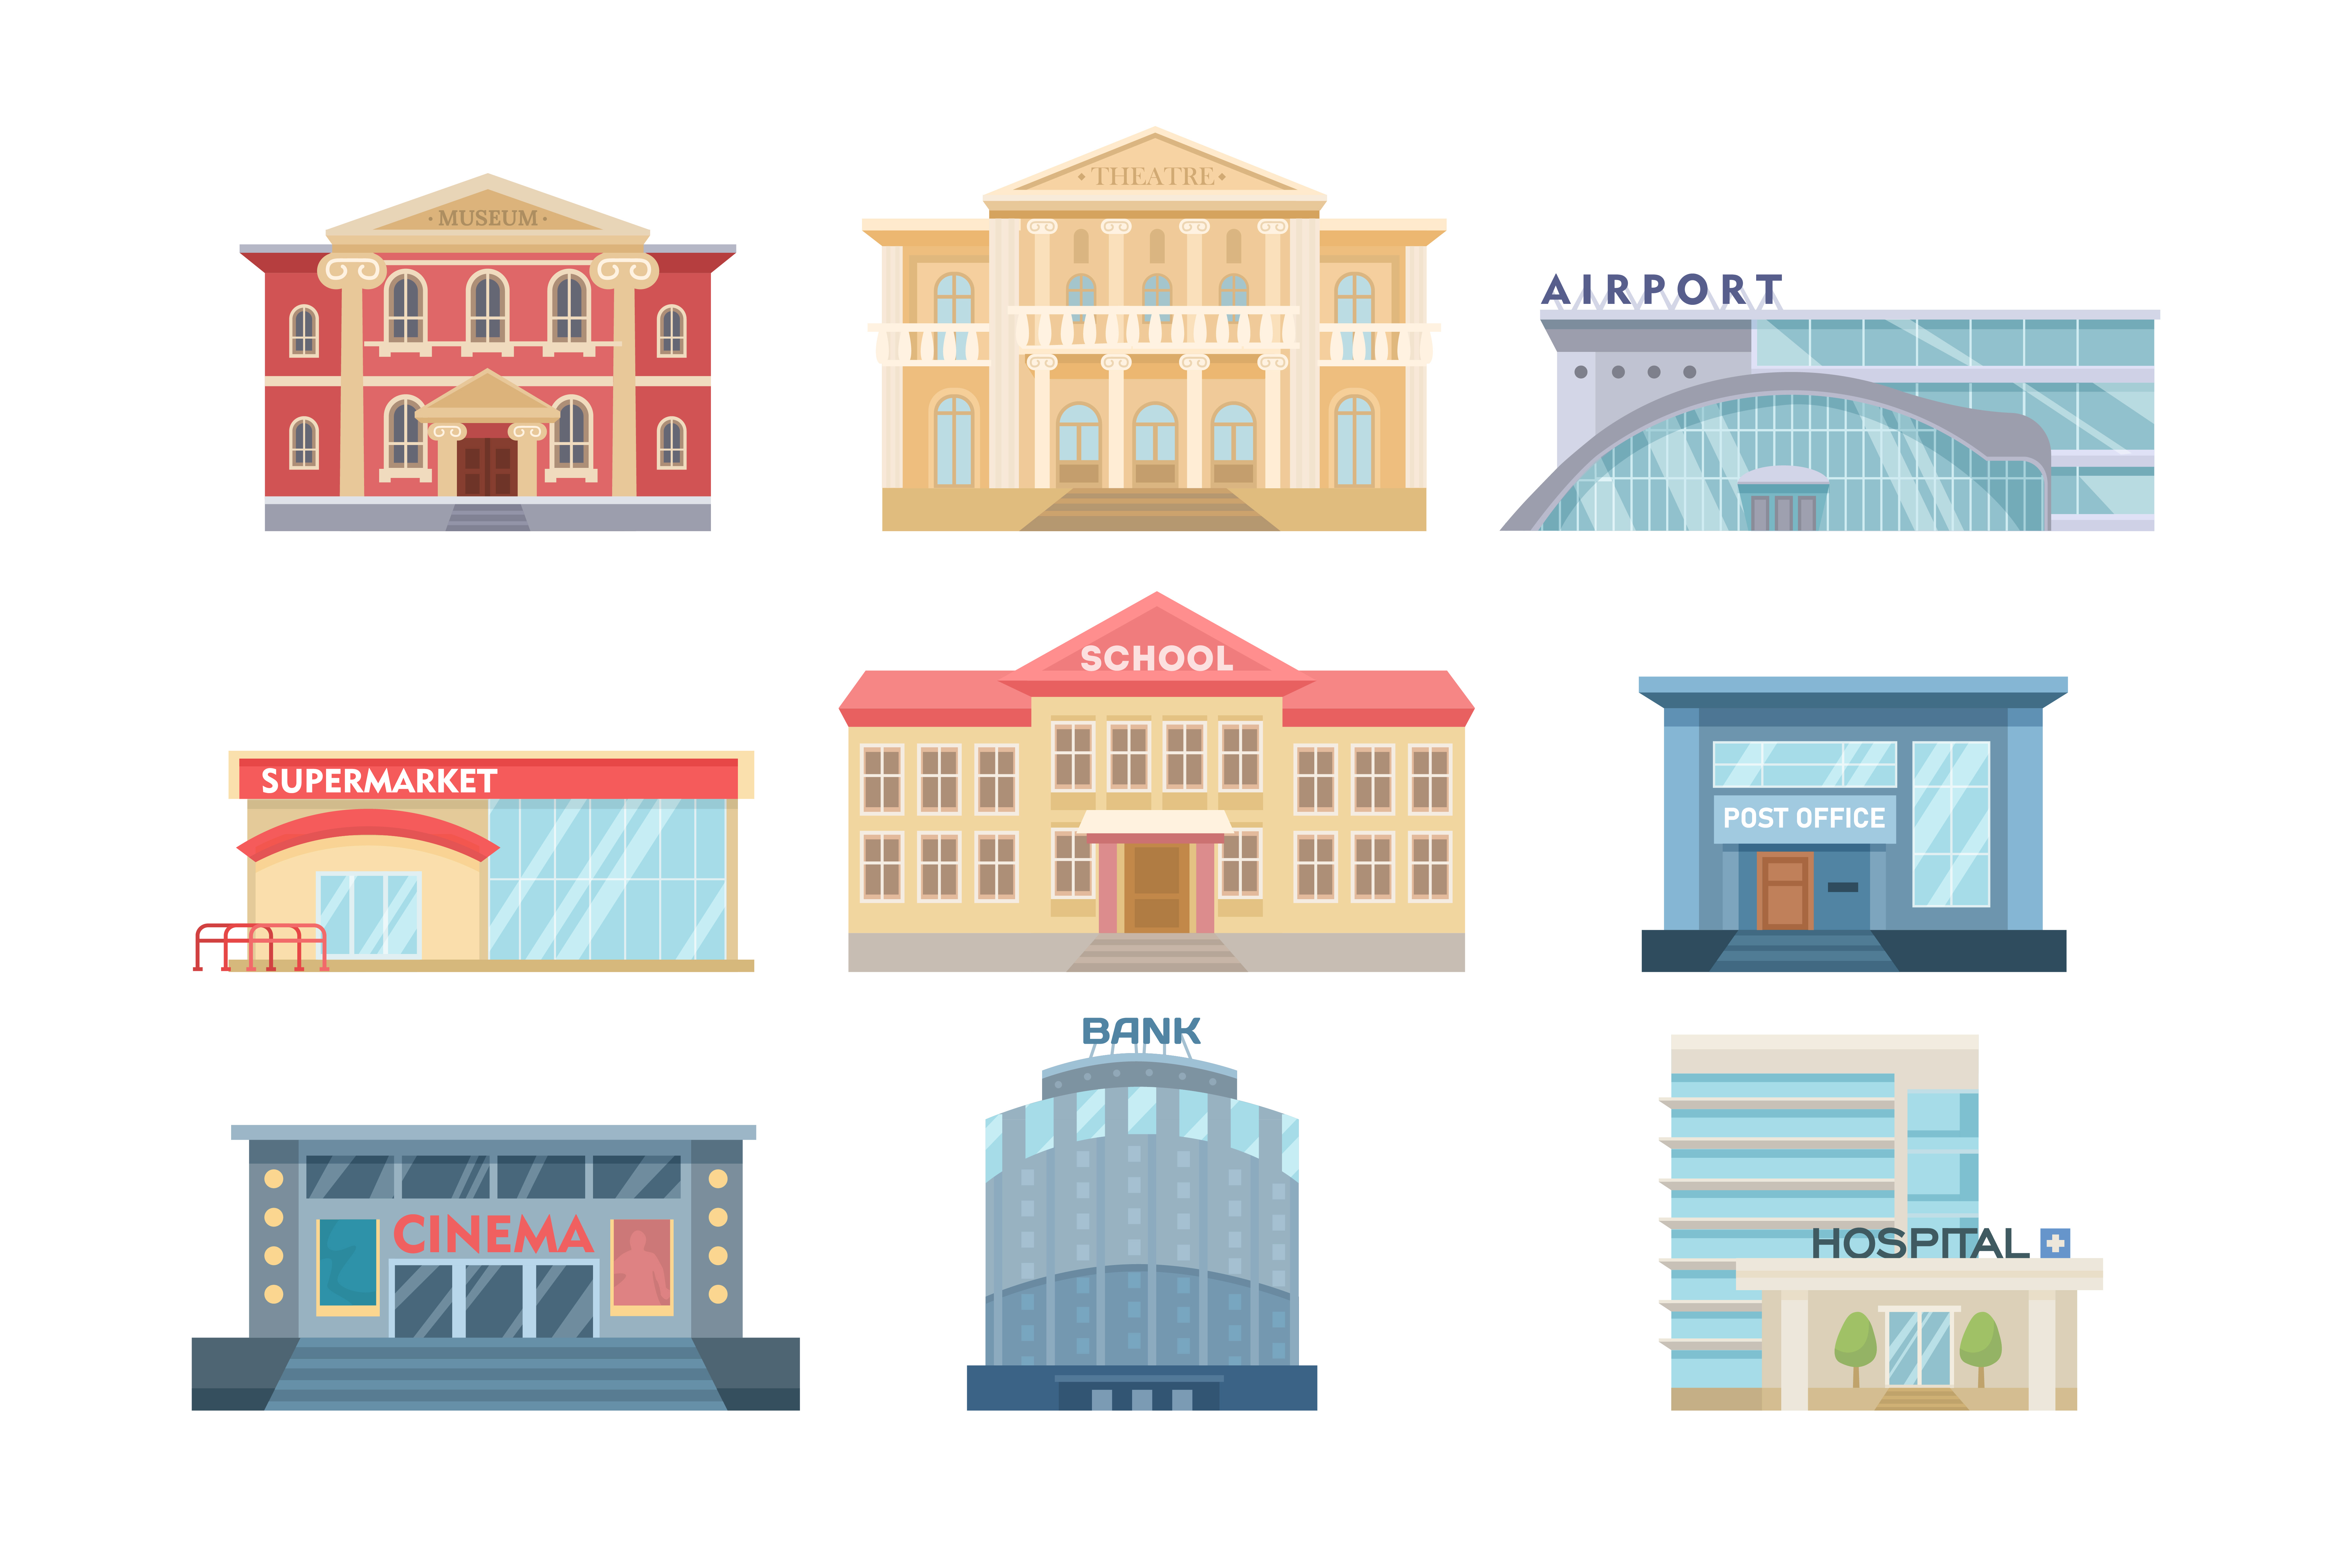 MUSEUM
THEATRE
AIRPORT
SUPERMARKET
SCHOOL
POST OFFICE
CINEMA
BANK
HOSPITAL